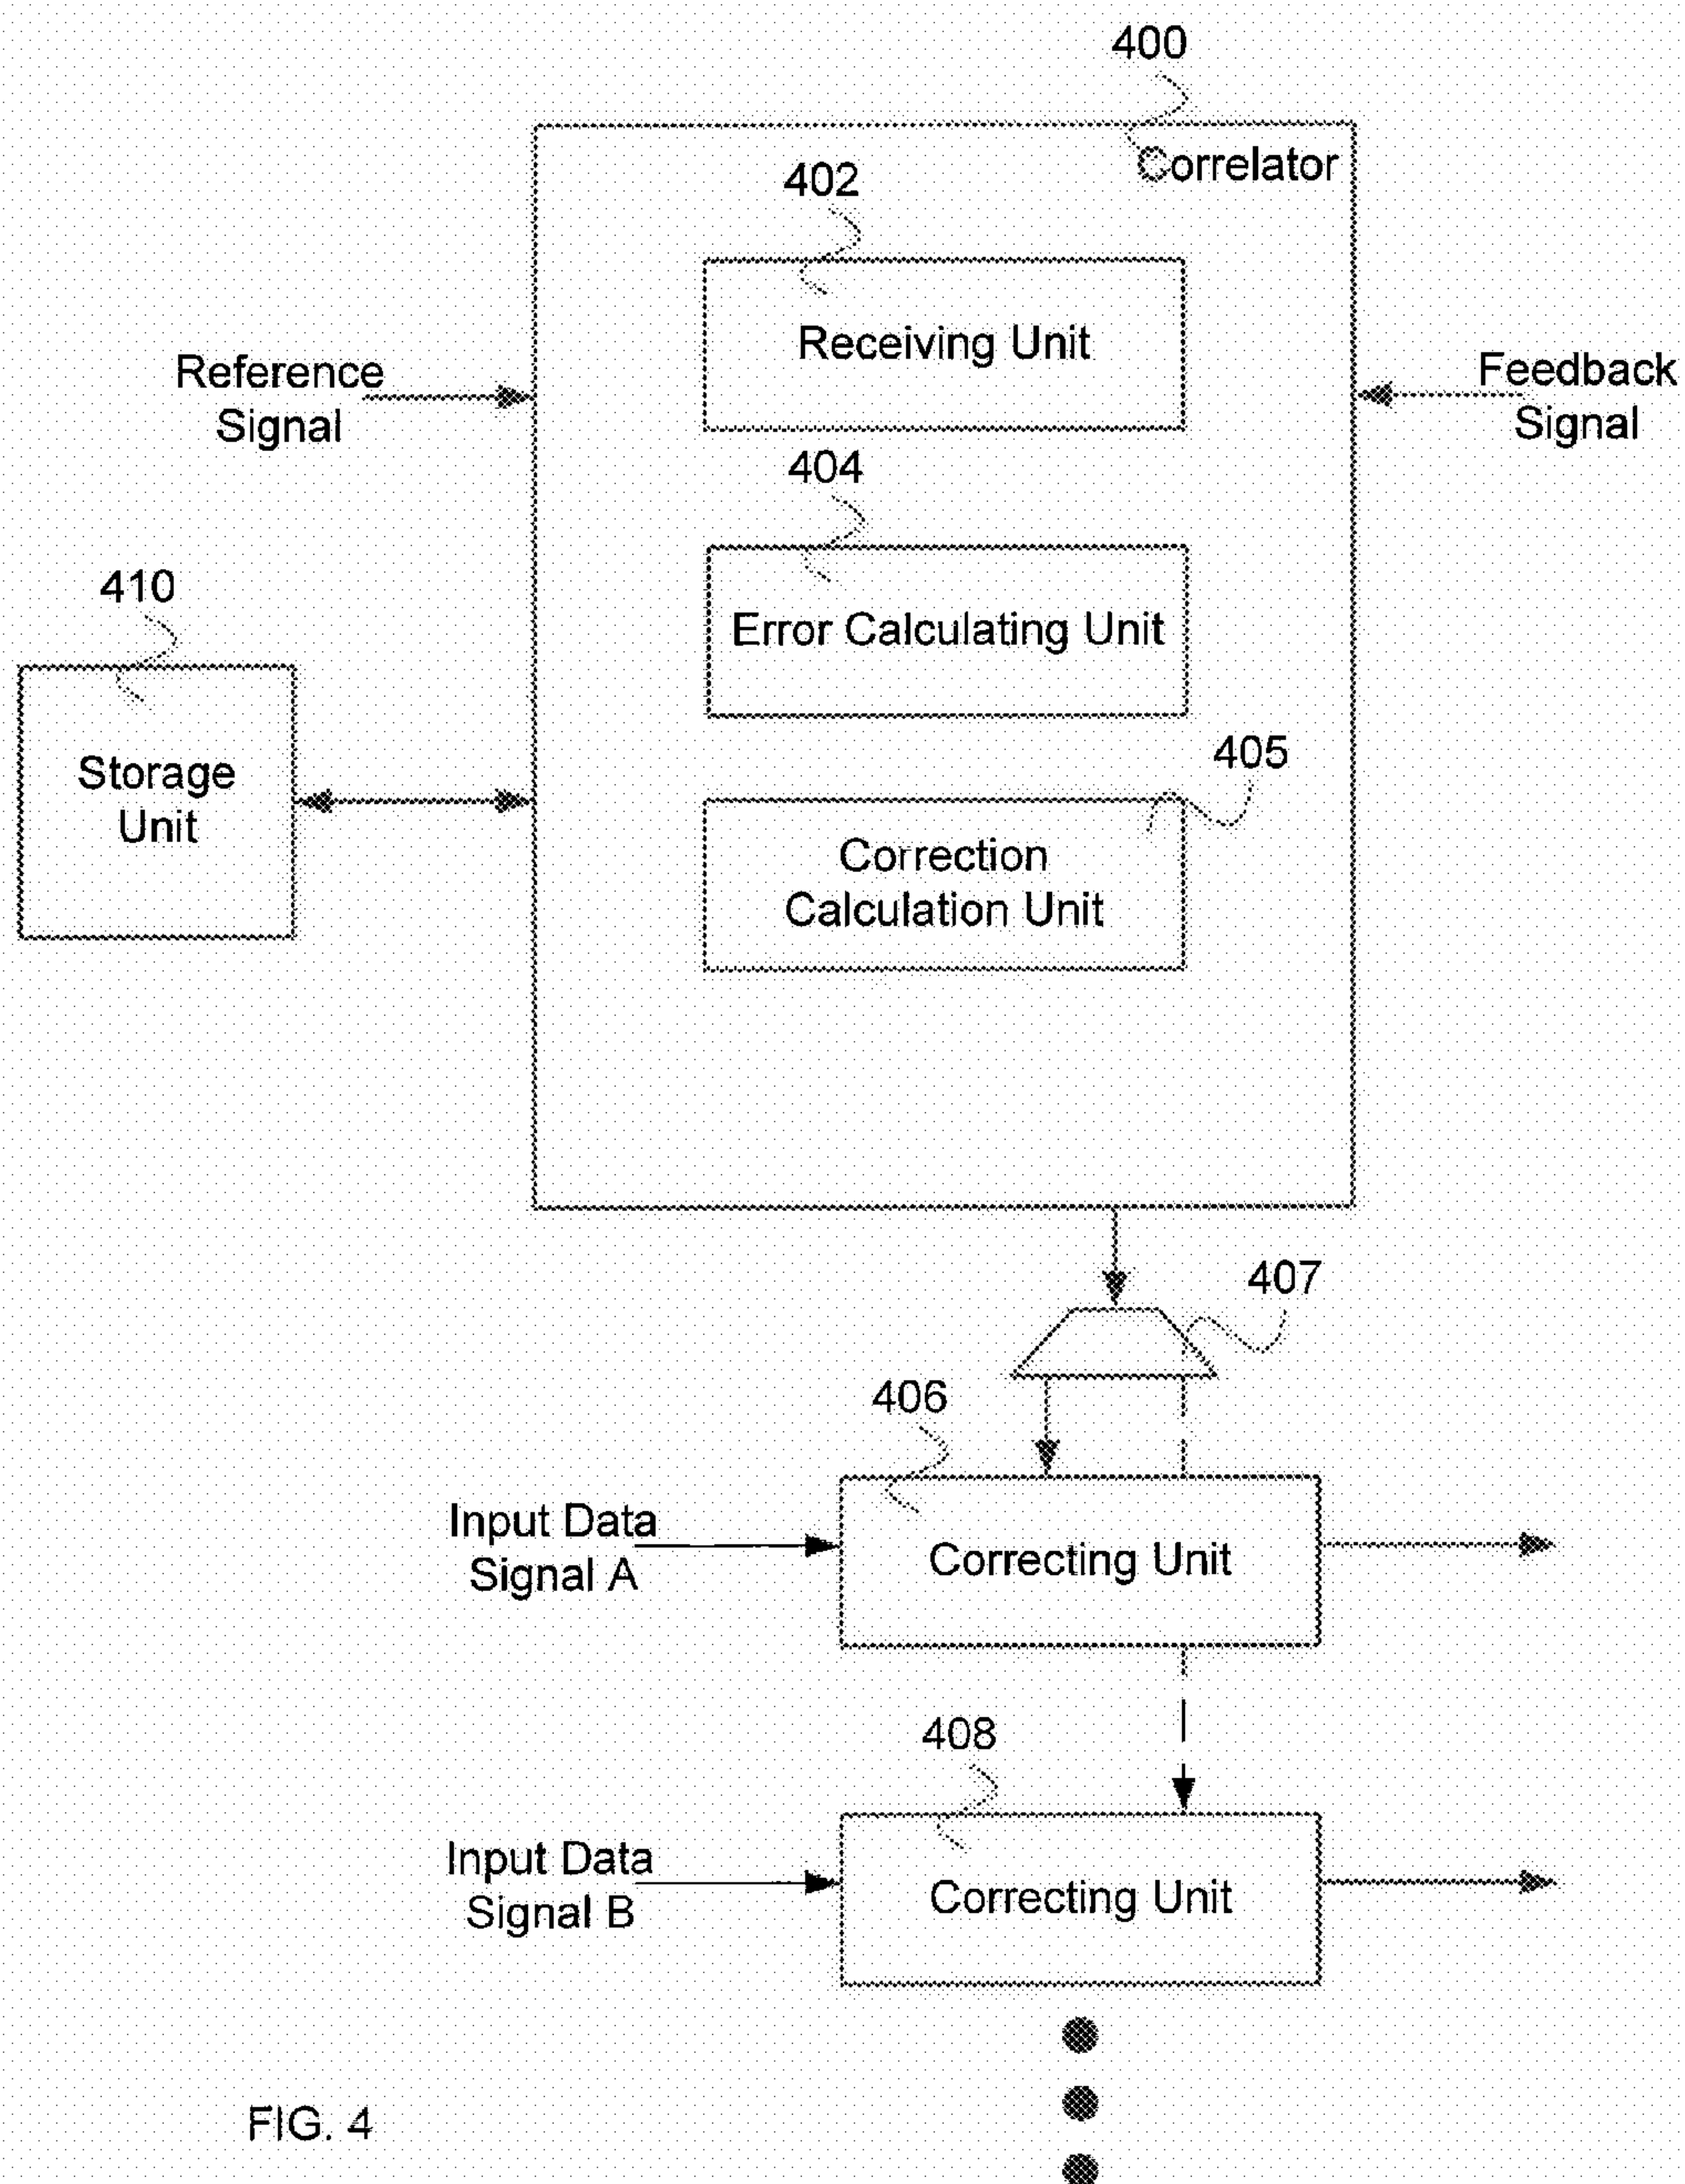 400
Correlator
402
Receiving Unit
Reference
Signal
Feedback
Signal
404
Error Calculating Unit
410
Storage
Unit
405
Correction
Calculation Unit
407
406
Input Data
Signal A
Correcting Unit
408
Input Data
Signal B
Correcting Unit
FIG. 4